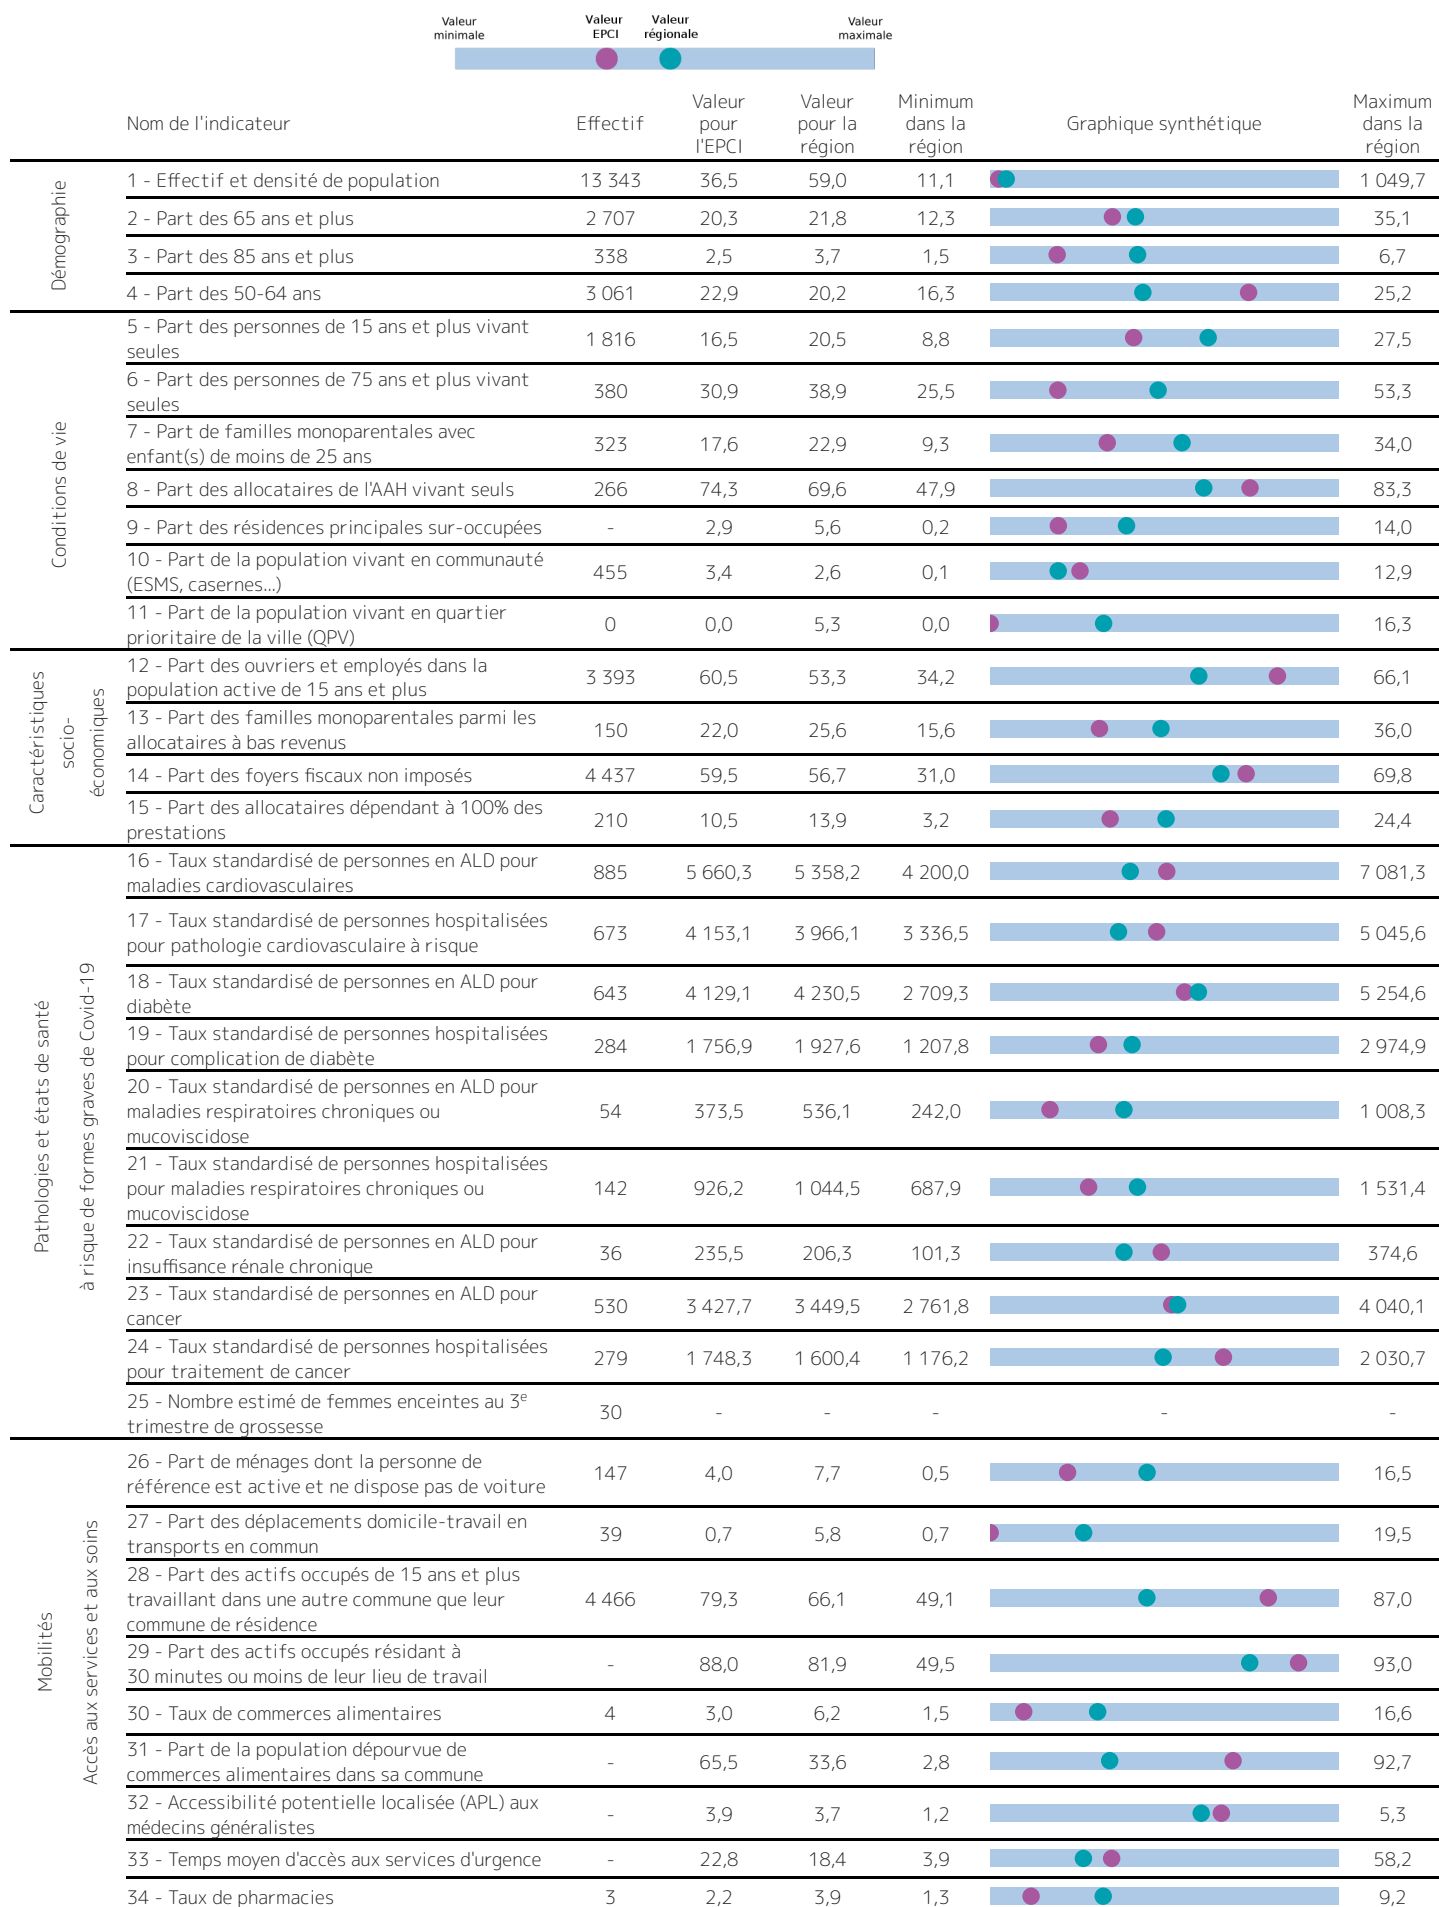 Valeur minimale
Valeur EPCI
Valeur régionale
Valeur maximale
Nom de l'indicateur
Effectif
Valeur pour l'EPCI
Valeur pour la région
Minimum dans la région
Graphique synthétique
Maximum dans la région
Démographie
1 - Effectif et densité de population 13 343 36,5 59,0 11,1 1 049,7
2 - Part des 65 ans et plus 2 707 20,3 21,8 12,3 35,1
3 - Part des 85 ans et plus 338 2,5 3,7 1,5 6,7
4 - Part des 50-64 ans 3 061 22,9 20,2 16,3 25,2
Conditions de vie
5 - Part des personnes de 15 ans et plus vivant
seules 1 816 16,5 20,5 8,8 27,5
6 - Part des personnes de 75 ans et plus vivant
seules 380 30,9 38,9 25,5 53,3
7 - Part de familles monoparentales avec
enfant(s) de moins de 25 ans 323 17,6 22,9 9,3 34,0
8 - Part des allocataires de l'AAH vivant seuls 266 74,3 69,6 47,9 83,3
9 - Part des résidences principales sur-occupées - 2,9 5,6 0,2 14,0
10 - Part de la population vivant en communauté
(ESMS, casernes...) 455 3,4 2,6 0,1 12,9
11 - Part de la population vivant en quartier
prioritaire de la ville (QPV) 0 0,0 5,3 0,0 16,3
Caractéristiques
socio-
économiques
12 - Part des ouvriers et employés dans la
population active de 15 ans et plus 3 393 60,5 53,3 34,2 66,1
13 - Part des familles monoparentales parmi les
allocataires à bas revenus 150 22,0 25,6 15,6 36,0
14 - Part des foyers fiscaux non imposés 4 437 59,5 56,7 31,0 69,8
15 - Part des allocataires dépendant à 100% des
prestations 210 10,5 13,9 3,2 24,4
Pathologies et états de santé
à risque de formes graves de Covid-19
16 - Taux standardisé de personnes en ALD pour
maladies cardiovasculaires 885 5 660,3 5 358,2 4 200,0 7 081,3
17 - Taux standardisé de personnes hospitalisées
pour pathologie cardiovasculaire à risque 673 4 153,1 3 966,1 3 336,5 5 045,6
18 - Taux standardisé de personnes en ALD pour
diabète 643 4 129,1 4 230,5 2 709,3 5 254,6
19 - Taux standardisé de personnes hospitalisées
pour complication de diabète 284 1 756,9 1 927,6 1 207,8 2 974,9
20 - Taux standardisé de personnes en ALD pour
maladies respiratoires chroniques ou
mucoviscidose 54 373,5 536,1 242,0 1 008,3
21 - Taux standardisé de personnes hospitalisées
pour maladies respiratoires chroniques ou
mucoviscidose 142 926,2 1 044,5 687,9 1 531,4
22 - Taux standardisé de personnes en ALD pour
insuffisance rénale chronique 36 235,5 206,3 101,3 374,6
23 - Taux standardisé de personnes en ALD pour
cancer 530 3 427,7 3 449,5 2 761,8 4 040,1
24 - Taux standardisé de personnes hospitalisées
pour traitement de cancer 279 1 748,3 1 600,4 1 176,2 2 030,7
25 - Nombre estimé de femmes enceintes au 3e
trimestre de grossesse 30 - - - - -
Mobilités
Accès aux services et aux soins
26 - Part de ménages dont la personne de
référence est active et ne dispose pas de voiture 147 4,0 7,7 0,5 16,5
27 - Part des déplacements domicile-travail en
transports en commun 39 0,7 5,8 0,7 19,5
28 - Part des actifs occupés de 15 ans et plus
travaillant dans une autre commune que leur
commune de résidence 4 466 79,3 66,1 49,1 87,0
29 - Part des actifs occupés résidant à
30 minutes ou moins de leur lieu de travail - 88,0 81,9 49,5 93,0
30 - Taux de commerces alimentaires 4 3,0 6,2 1,5 16,6
31 - Part de la population dépourvue de
commerces alimentaires dans sa commune - 65,5 33,6 2,8 92,7
32 - Accessibilité potentielle localisée (APL) aux
médecins généralistes - 3,9 3,7 1,2 5,3
33 - Temps moyen d'accès aux services d'urgence - 22,8 18,4 3,9 58,2
34 - Taux de pharmacies 3 2,2 3,9 1,3 9,2